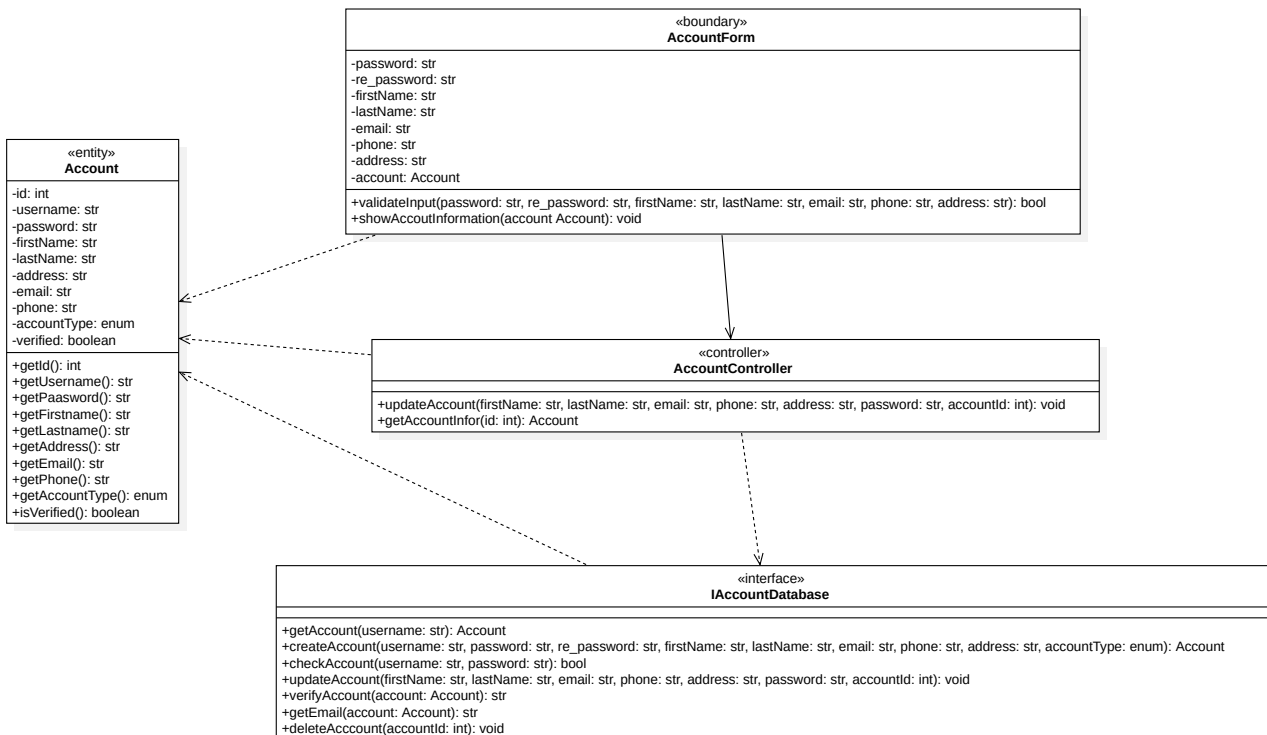 «boundary»
AccountForm
-password: str
-re_password: str
-firstName: str
-lastName: str
-email: str
-phone: str
-address: str
-account: Account
+validateInput(password: str, re_password: str, firstName: str, lastName: str, email: str, phone: str, address: str): bool
+showAccoutInformation(account Account): void
«entity»
Account
-id: int
-username: str
-password: str
-firstName: str
-lastName: str
-address: str
-email: str
-phone: str
-accountType: enum
-verified: boolean
+getId(): int
+getUsername(): str
+getPaasword(): str
+getFirstname(): str
+getLastname(): str
+getAddress(): str
+getEmail(): str
+getPhone(): str
+getAccountType(): enum
+isVerified(): boolean
«controller»
AccountController
+updateAccount(firstName: str, lastName: str, email: str, phone: str, address: str, password: str, accountId: int): void
+getAccountInfor(id: int): Account
«interface»
IAccountDatabase
+getAccount(username: str): Account
+createAccount(username: str, password: str, re_password: str, firstName: str, lastName: str, email: str, phone: str, address: str, accountType: enum): Account
+checkAccount(username: str, password: str): bool
+updateAccount(firstName: str, lastName: str, email: str, phone: str, address: str, password: str, accountId: int): void
+verifyAccount(account: Account): str
+getEmail(account: Account): str
+deleteAcccount(accountId: int): void